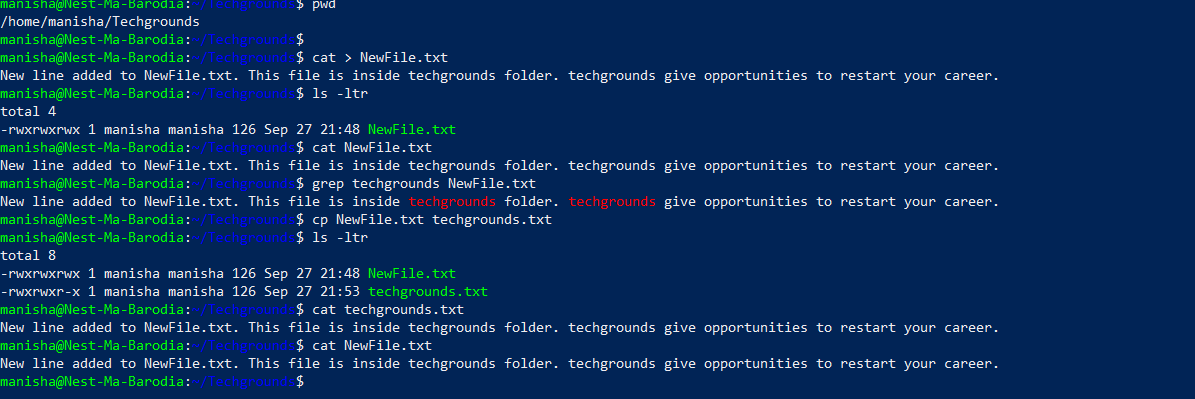 manisha@Nest-Ma-Barodia:~/Techgrounds$ pwd
/home/manisha/Techgrounds
manisha@Nest-Ma-Barodia:~/Techgrounds$
manisha@Nest-Ma-Barodia:~/Techgrounds$ cat > NewFile.txt
New line added to NewFile.txt. This file is inside techgrounds folder. techgrounds give opportunities to restart your career.
manisha@Nest-Ma-Barodia:~/Techgrounds$ ls -ltr
total 4
-rwxrwxrwx 1 manisha manisha 126 Sep 27 21:48 NewFile.txt
manisha@Nest-Ma-Barodia:~/Techgrounds$ cat NewFile.txt
New line added to NewFile.txt. This file is inside techgrounds folder. techgrounds give opportunities to restart your career.
manisha@Nest-Ma-Barodia:~/Techgrounds$ grep techgrounds NewFile.txt
New line added to NewFile.txt. This file is inside techgrounds folder. techgrounds give opportunities to restart your career.
manisha@Nest-Ma-Barodia:~/Techgrounds$ cp NewFile.txt techgrounds.txt
manisha@Nest-Ma-Barodia:~/Techgrounds$ ls -ltr
total 8
-rwxrwxrwx 1 manisha manisha 126 Sep 27 21:48 NewFile.txt
-rwxrwxr-x 1 manisha manisha 126 Sep 27 21:53 techgrounds.txt
manisha@Nest-Ma-Barodia:~/Techgrounds$ cat techgrounds.txt
New line added to NewFile.txt. This file is inside techgrounds folder. techgrounds give opportunities to restart your career.
manisha@Nest-Ma-Barodia:~/Techgrounds$ cat NewFile.txt
New line added to NewFile.txt. This file is inside techgrounds folder. techgrounds give opportunities to restart your career.
manisha@Nest-Ma-Barodia:~/Techgrounds$